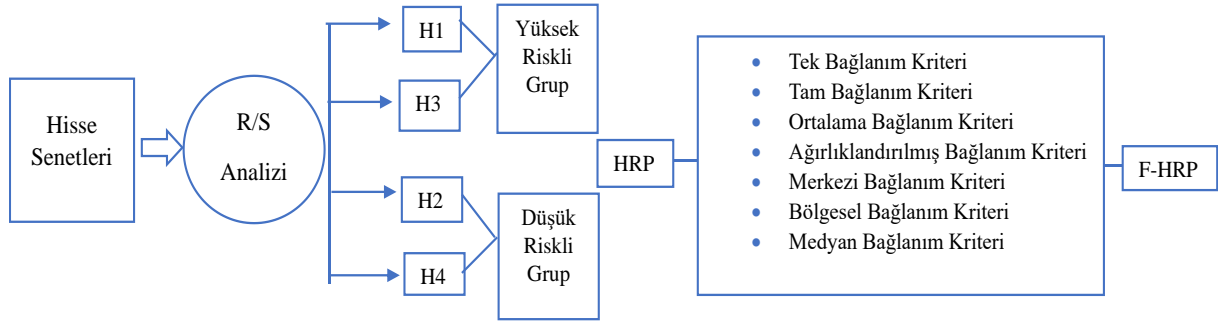 Hisse
Senetleri
R/S
Analizi
H1
H3
H2
H4
Yüksek
Riskli
Grup
Düşük
Riskli
Grup
HRP
• Tek Bağlanım Kriteri
• Tam Bağlanım Kriteri
• Ortalama Bağlanım Kriteri
• Ağırlıklandırılmış Bağlanım Kriteri
• Merkezi Bağlanım Kriteri
• Bölgesel Bağlanım Kriteri
• Medyan Bağlanım Kriteri
F-HRP